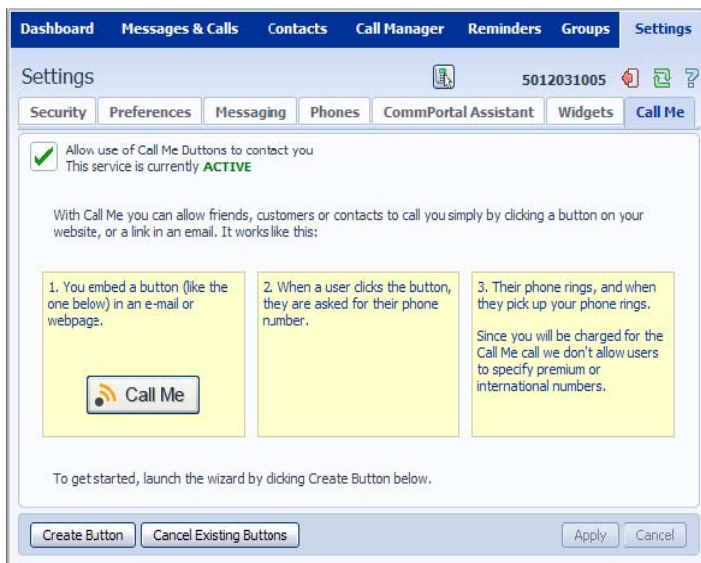 Dashboard Messages & Calls Contacts Call Manager Reminders Groups Settings
Settings 5012031005
Security Preferences Messaging Phones CommPortal Assistant Widgets Call Me
Allow use of Call Me Buttons to contact you
This service is currently ACTIVE
With Call Me you can allow friends, customers or contacts to call you simply by clicking a button on your
website, or a link in an email. It works like this:
1. You embed a button (like the
one below) in an e-mail or
webpage.
Call Me
2. When a user clicks the button,
they are asked for their phone
number.
3. Their phone rings, and when
they pick up your phone rings.
Since you will be charged for the
Call Me call we don't allow users
to specify premium or
international numbers.
To get started, launch the wizard by clicking Create Button below.
Create Button Cancel Existing Buttons Apply Cancel